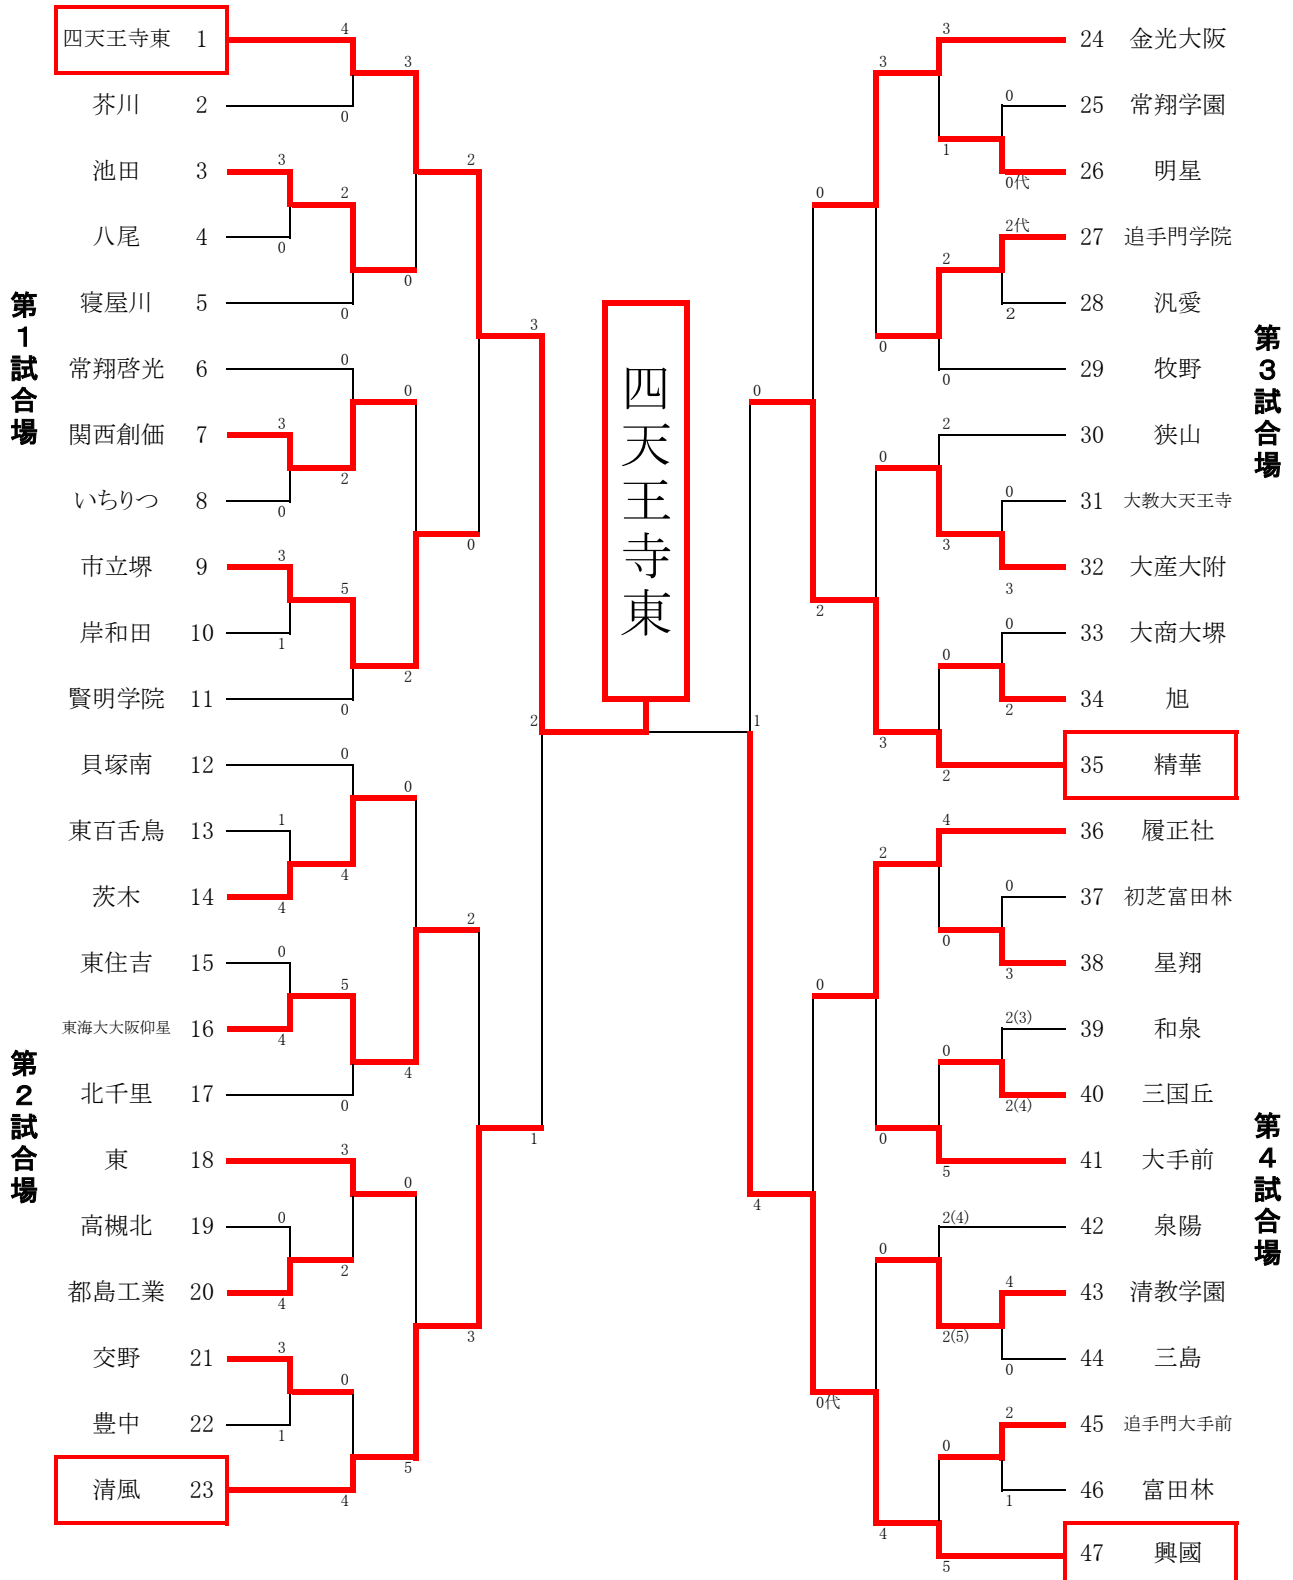 四天王寺東 1
芥川 2
池田 3
八尾 4
寝屋川 5
常翔啓光 6
関西創価 7
いちりつ 8
市立堺 9
岸和田 10
賢明学院 11
貝塚南 12
東百舌鳥 13
茨木 14
東住吉 15
東海大大阪仰星 16
北千里 17
東 18
高槻北 19
都島工業 20
交野 21
豊中 22
清風 23
第1試合場
第2試合場
4
0
3
0
2
0
0
3
0
2
3
1
5
0
0
1
4
4
0
4
5
0
3
0
4
2
3
1
0
4
3
0
0
2
0
4
0
5
2
0
2
3
3
1
2
四天王寺東
1
0
4
0
2
0
0代
3
0
0
3
2
0
0
4
3
1
2
0
2
3
0
2
4
0
0
5
2(4)
2(5)
0
5
0
0代
2代
2
0
3
0
2
0
3
2(3)
2(4)
4
0
2
1
24 金光大阪
25 常翔学園
26 明星
27 追手門学院
28 汎愛
29 牧野
30 狭山
31 大教大天王寺
32 大産大附
33 大商大堺
34 旭
35 精華
36 履正社
37 初芝富田林
38 星翔
39 和泉
40 三国丘
41 大手前
42 泉陽
43 清教学園
44 三島
45 追手門大手前
46 富田林
47 興國
第3試合場
第4試合場